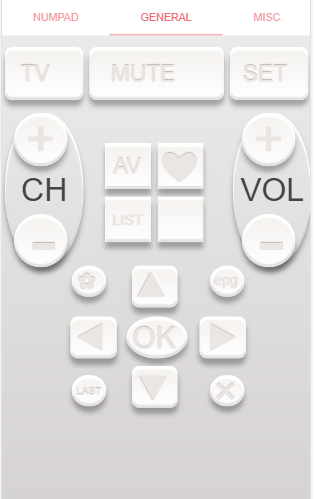 NUMPAD GENERAL MISC.
TV MUTE SET
+ +
AV
CH VOL
LIST
- -
epg
OK
LAST